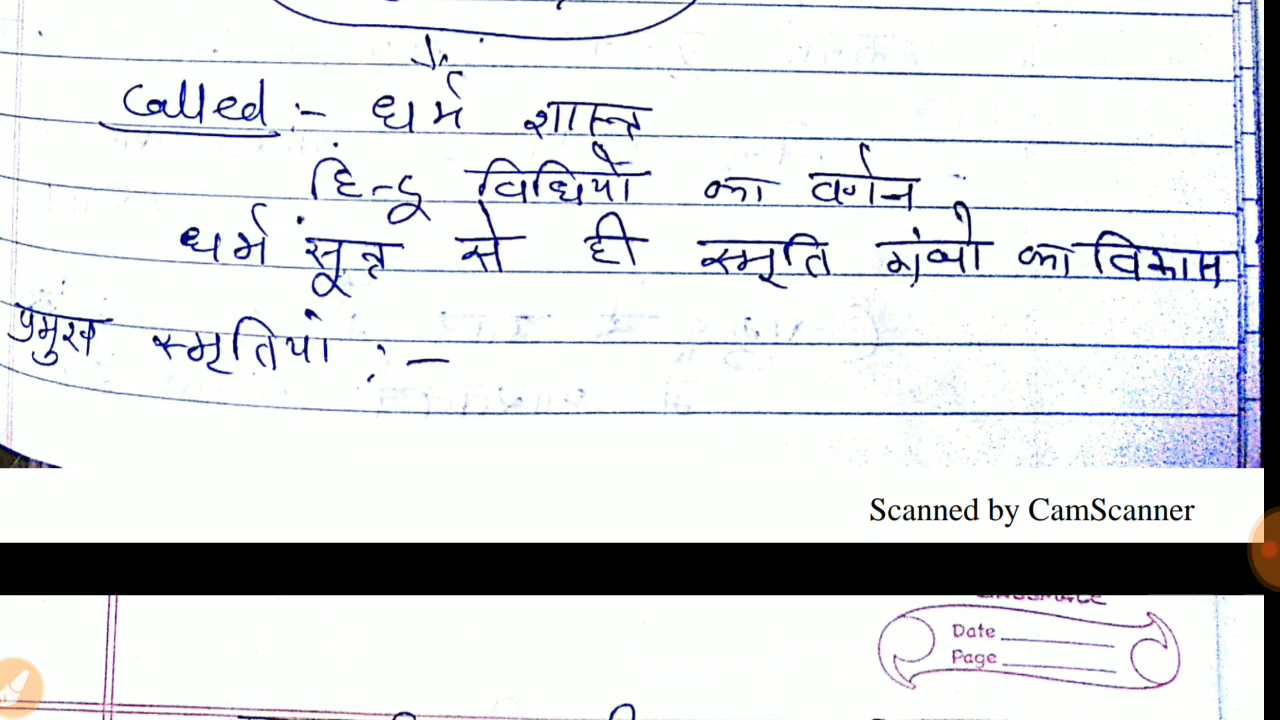 Called :- धर्म शास्त्र
हिन्दू विधियों का वर्णन
धर्म सूत्र से ही स्मृति ग्रंथों का विकास
प्रमुख स्मृतियां :-
Scanned by CamScanner
Date
Page